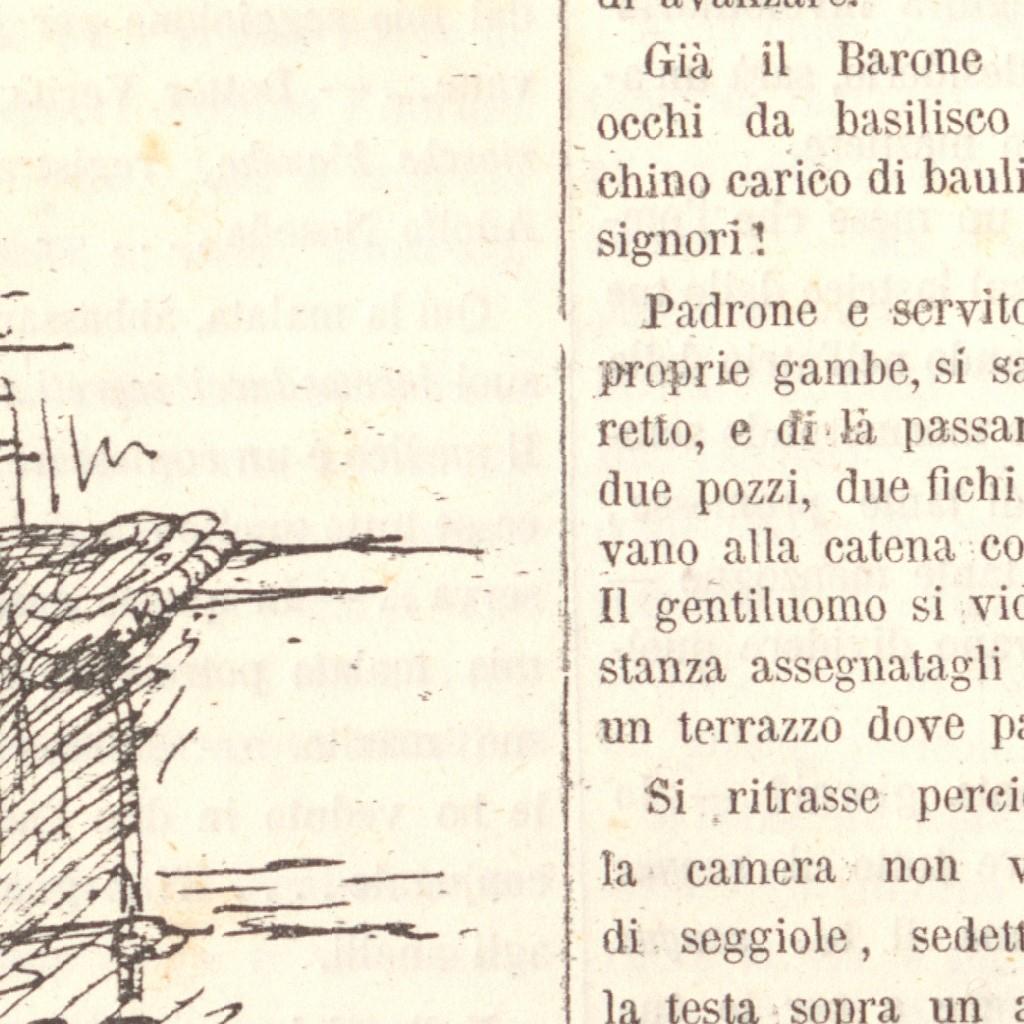 di avanzare.
Già il Barone
occhi da basilisco
chino carico di bauli
signori!
Padrone e servito
proprie gambe, si sa
retto, e di là passar
due pozzi, due fichi
vano alla catena co
Il gentiluomo si vid
stanza assegnatagli
un terrazzo dove pa
Si ritrasse perciò
la camera non v
di seggiole, sedett
la testa sopra un a